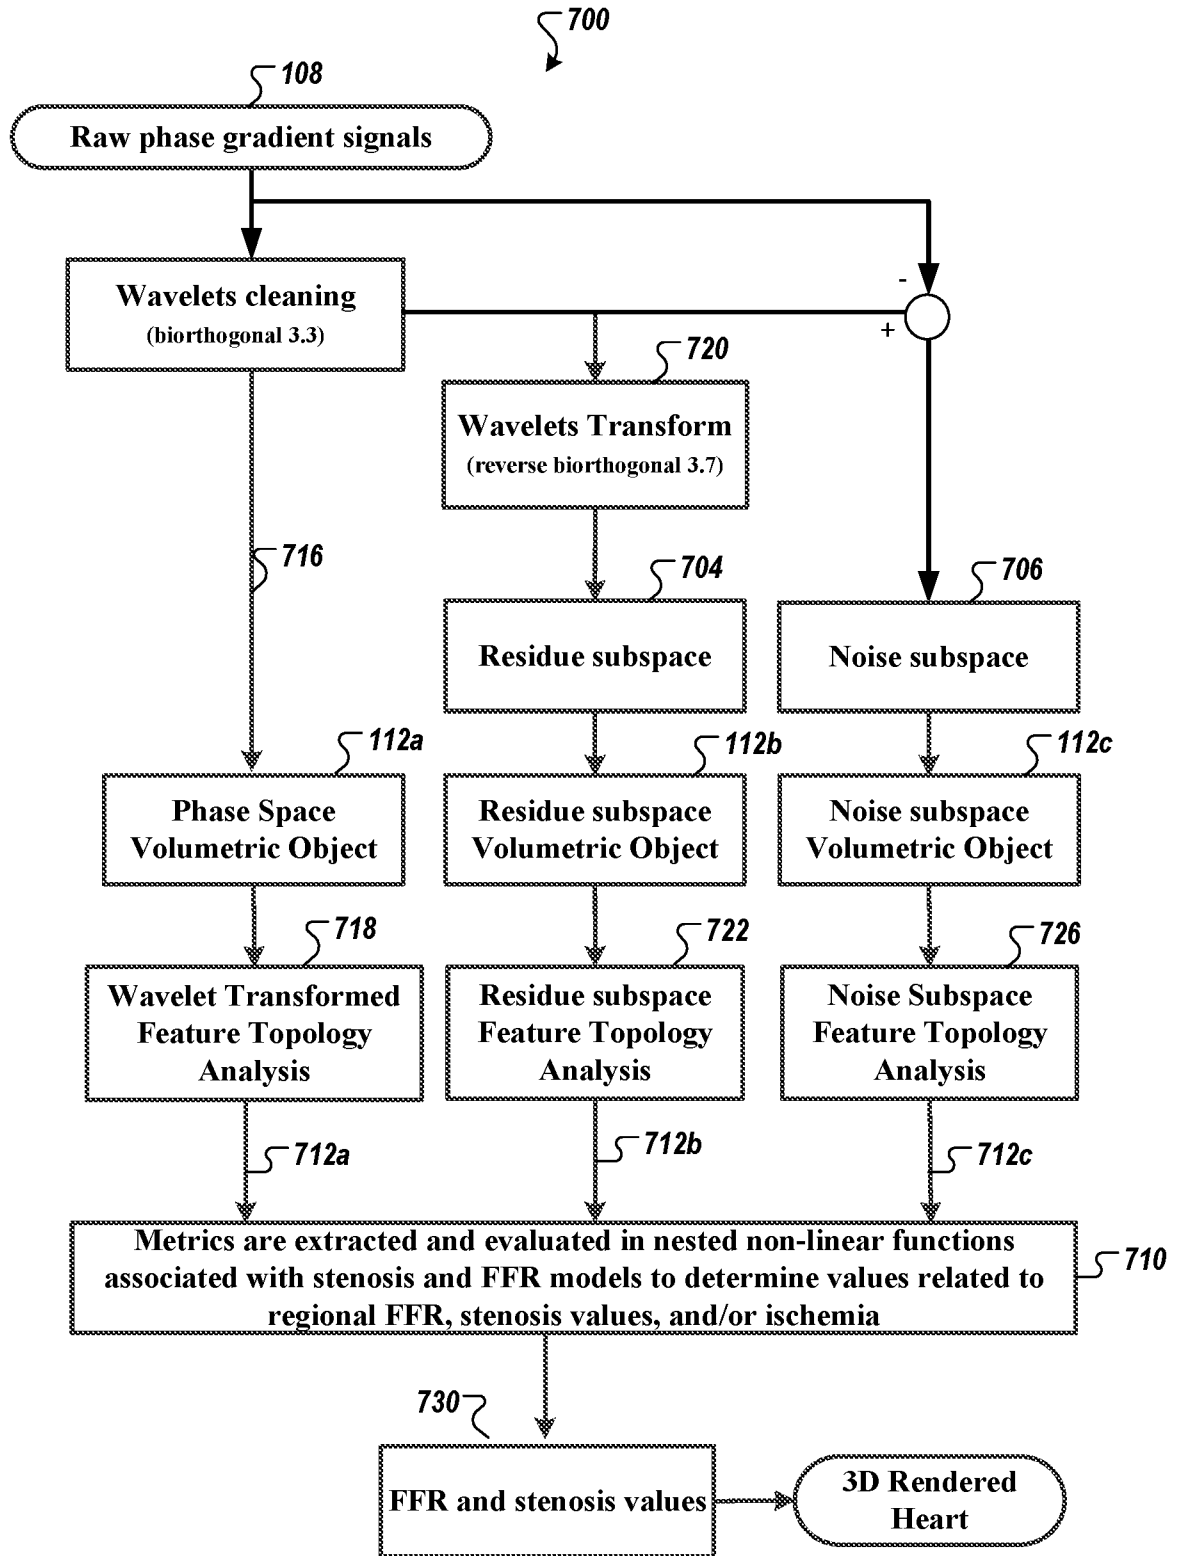 700
108
Raw phase gradient signals
Wavelets cleaning
(biorthogonal 3.3)
-
+
720
Wavelets Transform
(reverse biorthogonal 3.7)
716
704
706
Residue subspace
Noise subspace
112a
112b
112c
Phase Space
Volumetric Object
Residue subspace
Volumetric Object
Noise subspace
Volumetric Object
718
722
726
Wavelet Transformed
Feature Topology
Analysis
Residue subspace
Feature Topology
Analysis
Noise Subspace
Feature Topology
Analysis
712a
712b
712c
Metrics are extracted and evaluated in nested non-linear functions
associated with stenosis and FFR models to determine values related to
regional FFR, stenosis values, and/or ischemia
710
730
FFR and stenosis values
3D Rendered
Heart